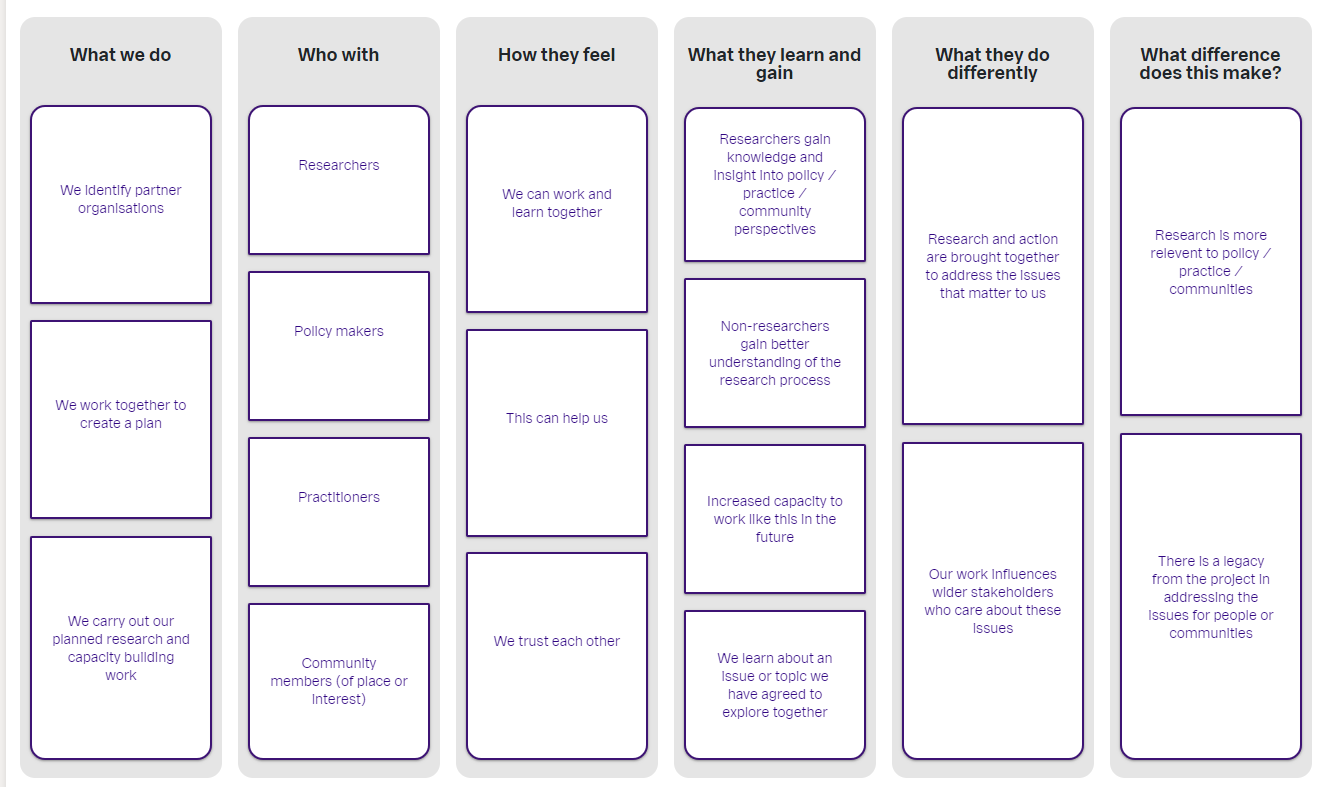 What we do
We identify partner
organisations
We work together to
create a plan
We carry out our
planned research and
capacity building
work
Who with
Researchers
Policy makers
Practitioners
Community
members (of place or
interest)
How they feel
We can work and
learn together
This can help us
We trust each other
What they learn and
gain
Researchers gain
knowledge and
insight into policy /
practice /
community
perspectives
Non-researchers
gain better
understanding of the
research process
Increased capacity to
work like this in the
future
We learn about an
issue or topic we
have agreed to
explore together
What they do
differently
Research and action
are brought together
to address the issues
that matter to us
Our work influences
wider stakeholders
who care about these
issues
What difference
does this make?
Research is more
relevent to policy /
practice /
communities
There is a legacy
from the project in
addressing the
issues for people or
communities